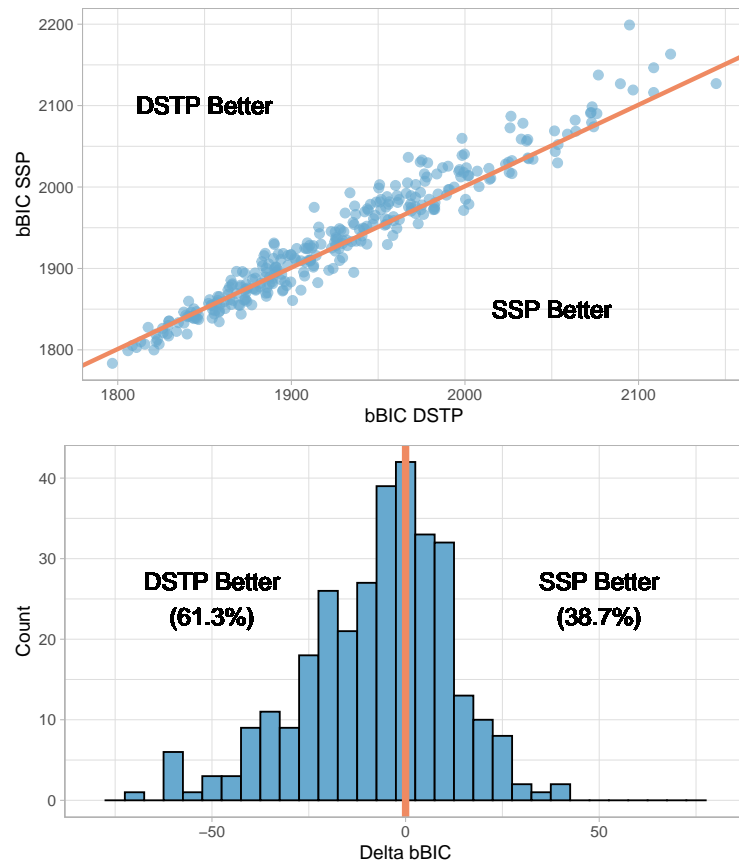 2200
2100
2000
1900
1800
bBIC SSP
DSTP Better
SSP Better
1800 1900 2000 2100
bBIC DSTP
40
30
20
10
0
Count
DSTP Better
(61.3%)
SSP Better
(38.7%)
−50 0 50
Delta bBIC